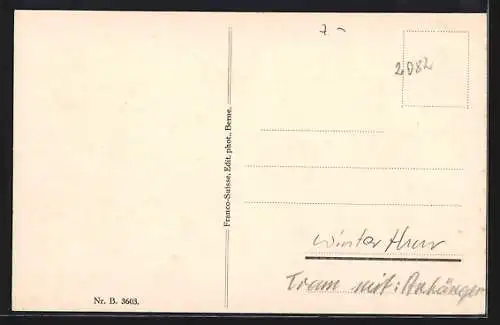 7-
2082
Franco-Suisse, Edit. phot., Berne.
Winterthur
Tram mit: Anhänger
Nr. B. 3603.